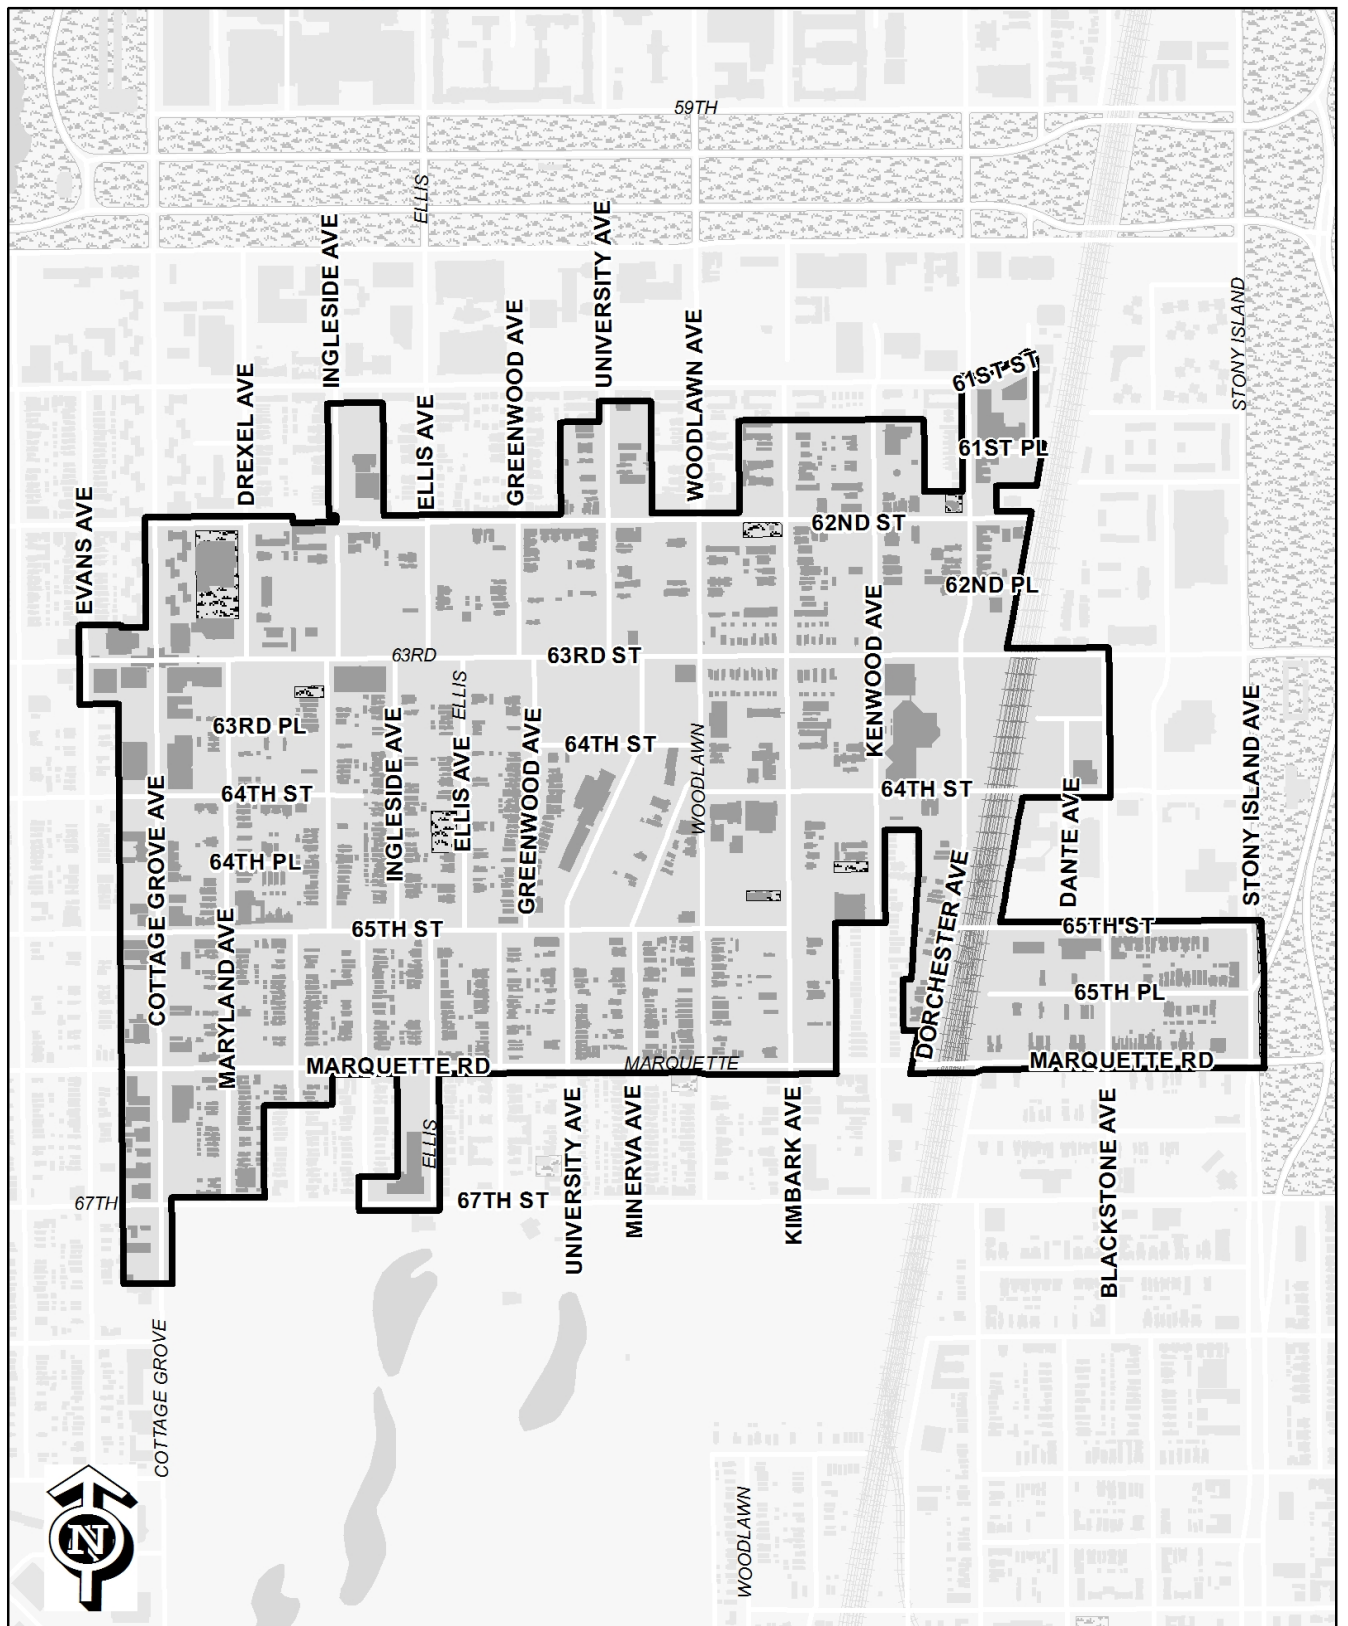 59TH
ELLIS
UNIVERSITY AVE
INGLESIDE AVE
STONY ISLAND
GREENWOOD AVE
WOODLAWN AVE
61ST ST
DREXEL AVE
ELLIS AVE
61ST PL
EVANS AVE
62ND ST
62ND PL
KENWOOD AVE
63RD
63RD ST
ELLIS
STONY ISLAND AVE
63RD PL
INGLESIDE AVE
GREENWOOD AVE
64TH ST
WOODLAWN
ELLIS AVE
64TH ST
64TH ST
COTTAGE GROVE AVE
DANTE AVE
64TH PL
DORCHESTER AVE
MARYLAND AVE
65TH ST
65TH ST
65TH PL
MARQUETTE RD
MARQUETTE
MARQUETTE RD
ELLIS
UNIVERSITY AVE
MINERVA AVE
KIMBARK AVE
BLACKSTONE AVE
67TH
67TH ST
COTTAGE GROVE
WOODLAWN
N